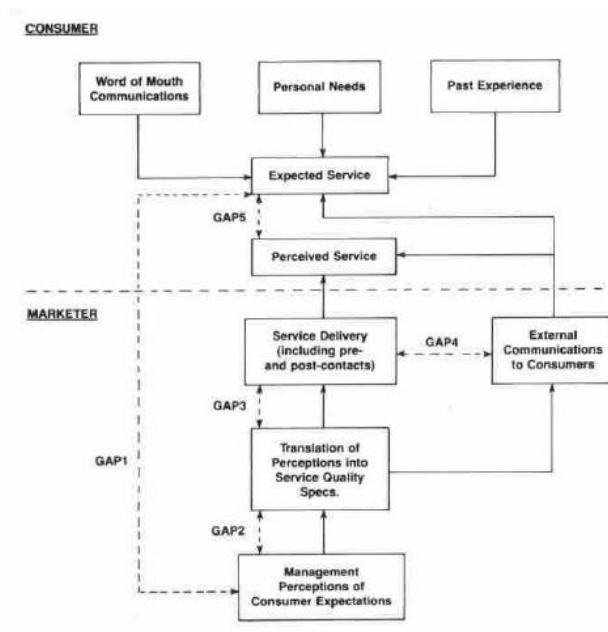 CONSUMER
Word of Mouth
Communications
Personal Needs
Past Experience
Expected Service
GAP5
Perceived Service
MARKETER
Service Delivery
(including pre-
and post-contacts)
GAP4
External
Communications
to Consumers
GAP3
GAP1
Translation of
Perceptions into
Service Quality
Specs.
GAP2
Management
Perceptions of
Consumer Expectations